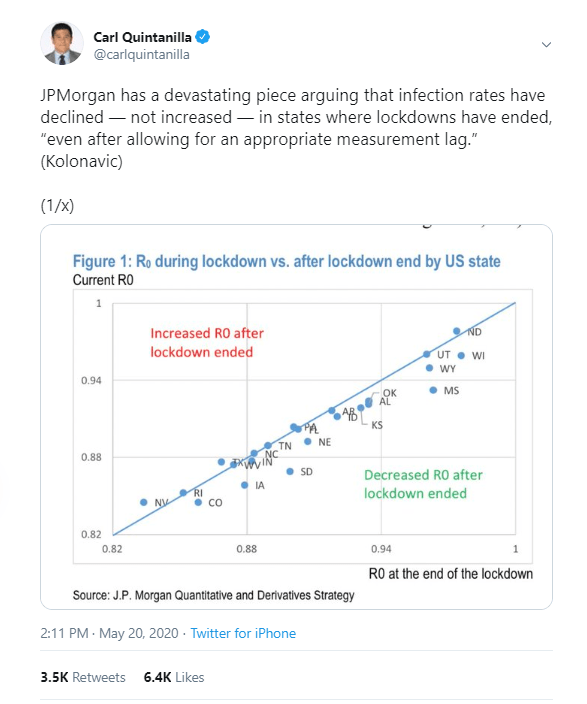 Carl Quintanilla
@carlquintanilla
JPMorgan has a devastating piece arguing that infection rates have
declined — not increased — in states where lockdowns have ended,
“even after allowing for an appropriate measurement lag.”
(Kolonavic)
(1/x)
Figure 1: R0 during lockdown vs. after lockdown end by US state
Current R0
1
Increased R0 after
lockdown ended
ND
UT WI
WY
0.94
OK
MS
AL
AR
ID
KS
PA
FL
NE
TN
NC
0.88
TX WV IN
SD
Decreased R0 after
lockdown ended
IA
RI
NV
CO
0.82
0.82 0.88 0.94 1
R0 at the end of the lockdown
Source: J.P. Morgan Quantitative and Derivatives Strategy
2:11 PM · May 20, 2020 · Twitter for iPhone
3.5K Retweets 6.4K Likes